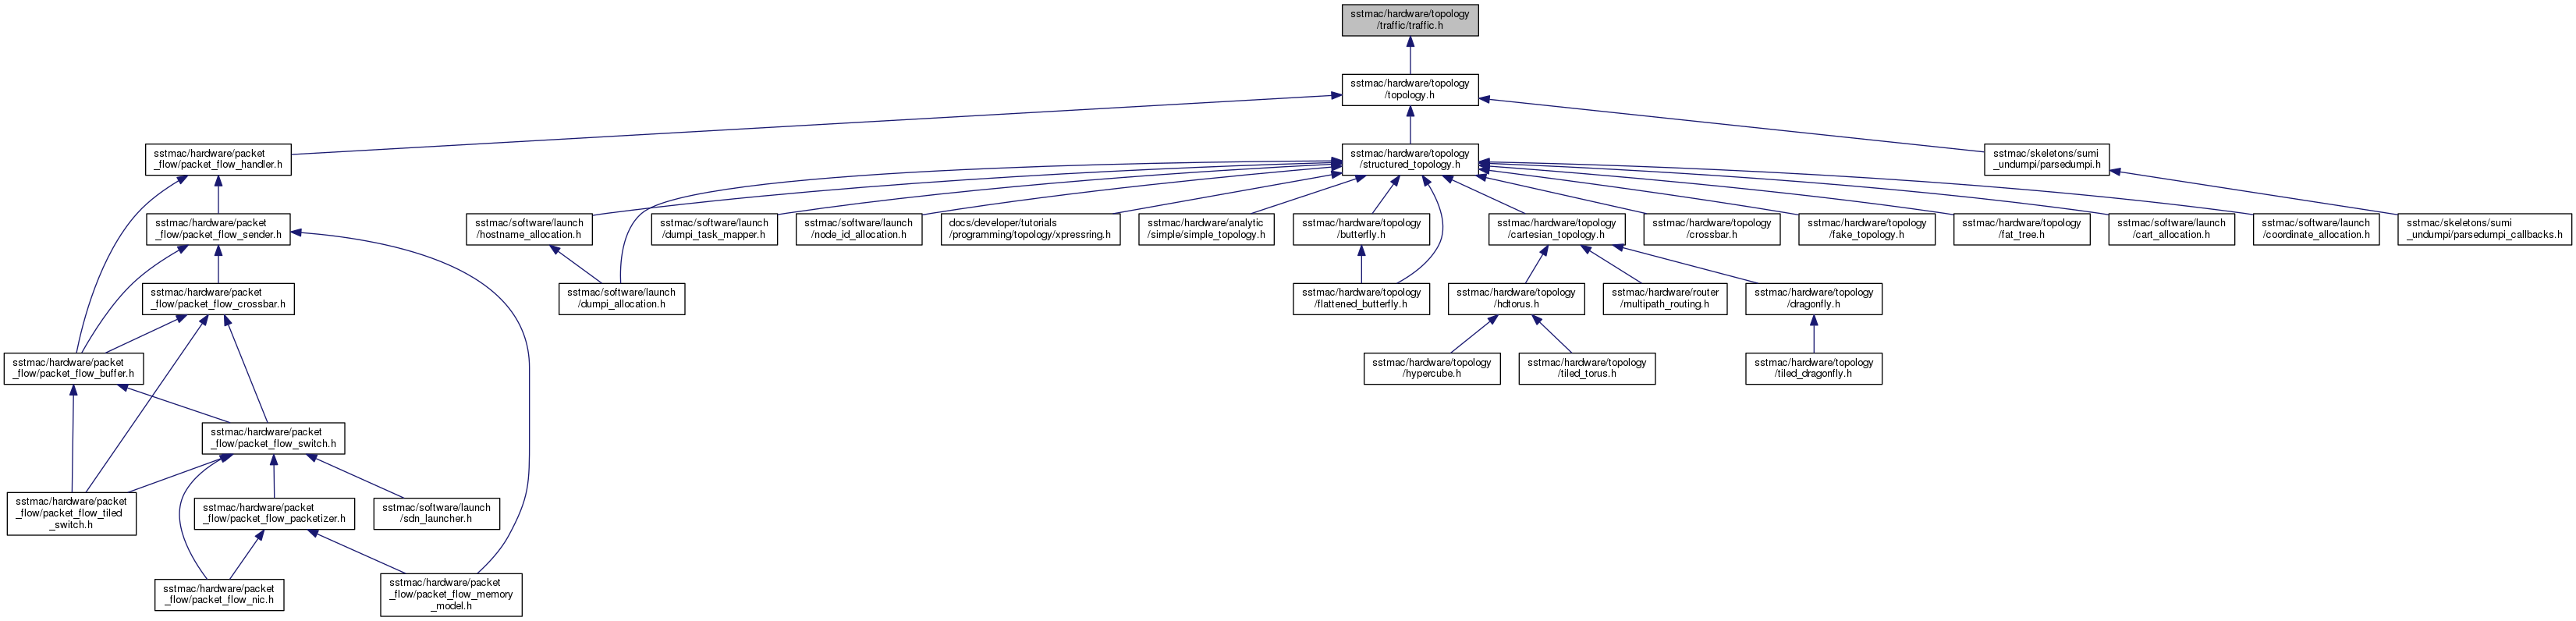 sstmac/hardware/topology
/traffic/traffic.h
sstmac/hardware/topology
/topology.h
sstmac/hardware/packet
_flow/packet_flow_handler.h
sstmac/hardware/topology
/structured_topology.h
sstmac/skeletons/sumi
_undumpi/parsedumpi.h
sstmac/hardware/packet
_flow/packet_flow_sender.h
sstmac/software/launch
/hostname_allocation.h
sstmac/software/launch
/dumpi_task_mapper.h
sstmac/software/launch
/node_id_allocation.h
docs/developer/tutorials
/programming/topology/xpressring.h
sstmac/hardware/analytic
/simple/simple_topology.h
sstmac/hardware/topology
/butterfly.h
sstmac/hardware/topology
/cartesian_topology.h
sstmac/hardware/topology
/crossbar.h
sstmac/hardware/topology
/fake_topology.h
sstmac/hardware/topology
/fat_tree.h
sstmac/software/launch
/cart_allocation.h
sstmac/software/launch
/coordinate_allocation.h
sstmac/skeletons/sumi
_undumpi/parsedumpi_callbacks.h
sstmac/hardware/packet
_flow/packet_flow_crossbar.h
sstmac/software/launch
/dumpi_allocation.h
sstmac/hardware/topology
/flattened_butterfly.h
sstmac/hardware/topology
/hdtorus.h
sstmac/hardware/router
/multipath_routing.h
sstmac/hardware/topology
/dragonfly.h
sstmac/hardware/packet
_flow/packet_flow_buffer.h
sstmac/hardware/topology
/hypercube.h
sstmac/hardware/topology
/tiled_torus.h
sstmac/hardware/topology
/tiled_dragonfly.h
sstmac/hardware/packet
_flow/packet_flow_switch.h
sstmac/hardware/packet
_flow/packet_flow_tiled
_switch.h
sstmac/hardware/packet
_flow/packet_flow_packetizer.h
sstmac/software/launch
/sdn_launcher.h
sstmac/hardware/packet
_flow/packet_flow_nic.h
sstmac/hardware/packet
_flow/packet_flow_memory
_model.h